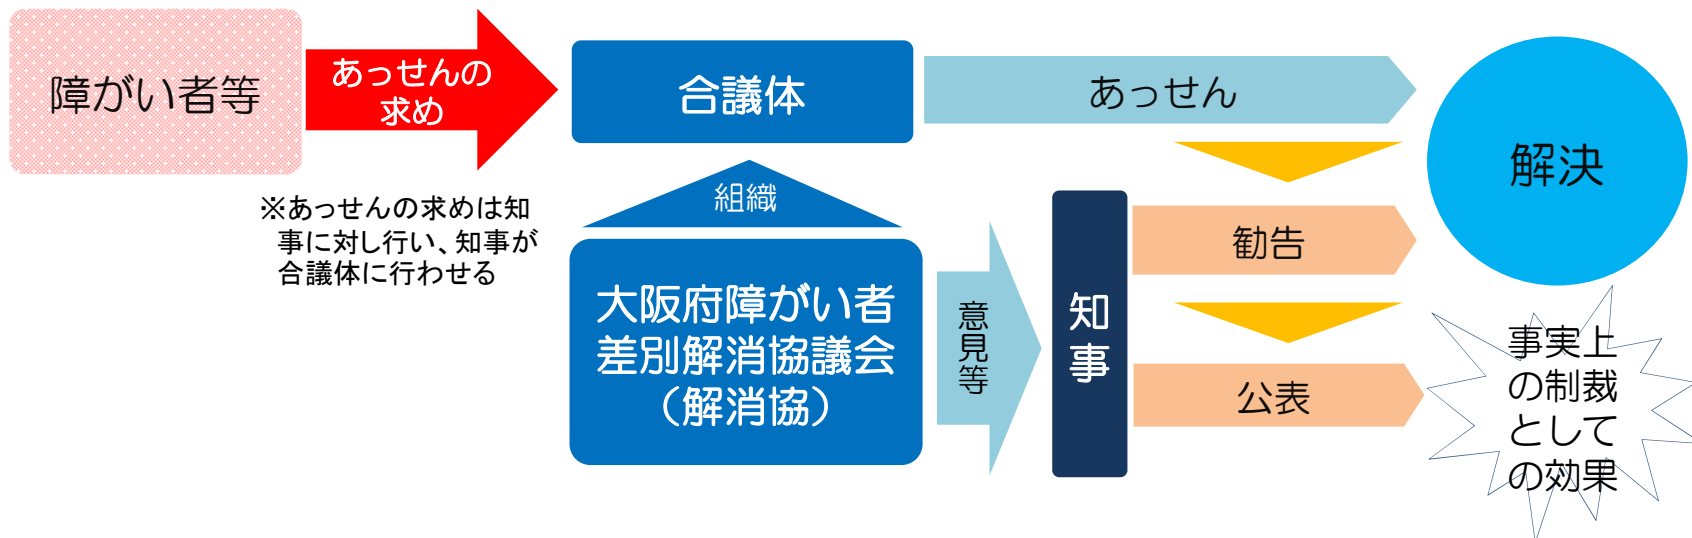 障がい者等
あっせんの
求め
合議体
あっせん
解決
※あっせんの求めは知
事に対し行い、知事が
合議体に行わせる
組織
大阪府障がい者
差別解消協議会
（解消協）
意見等
知事
勧告
公表
事実上
の制裁
として
の効果